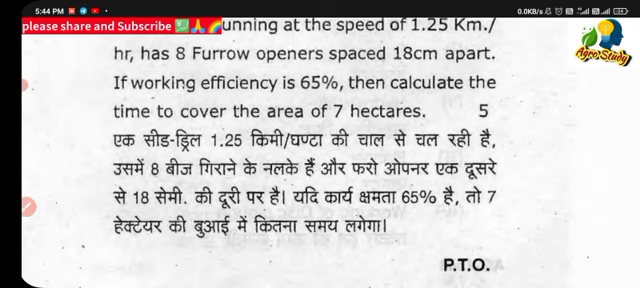 5:44 PM
0.0KB/s
please share and Subscribe
unning at the speed of 1.25 Km./
hr, has 8 Furrow openers spaced 18cm apart.
If working efficiency is 65%, then calculate the
time to cover the area of 7 hectares. 5
एक सीड-ड्रिल 1.25 किमी/घण्टा की चाल से चल रही है,
उसमें 8 बीज गिराने के नलके हैं और फरो ओपनर एक दूसरे
से 18 सेमी. की दूरी पर है। यदि कार्य क्षमता 65% है, तो 7
हेक्टेयर की बुआई में कितना समय लगेगा।
P.T.O.
Agro Study